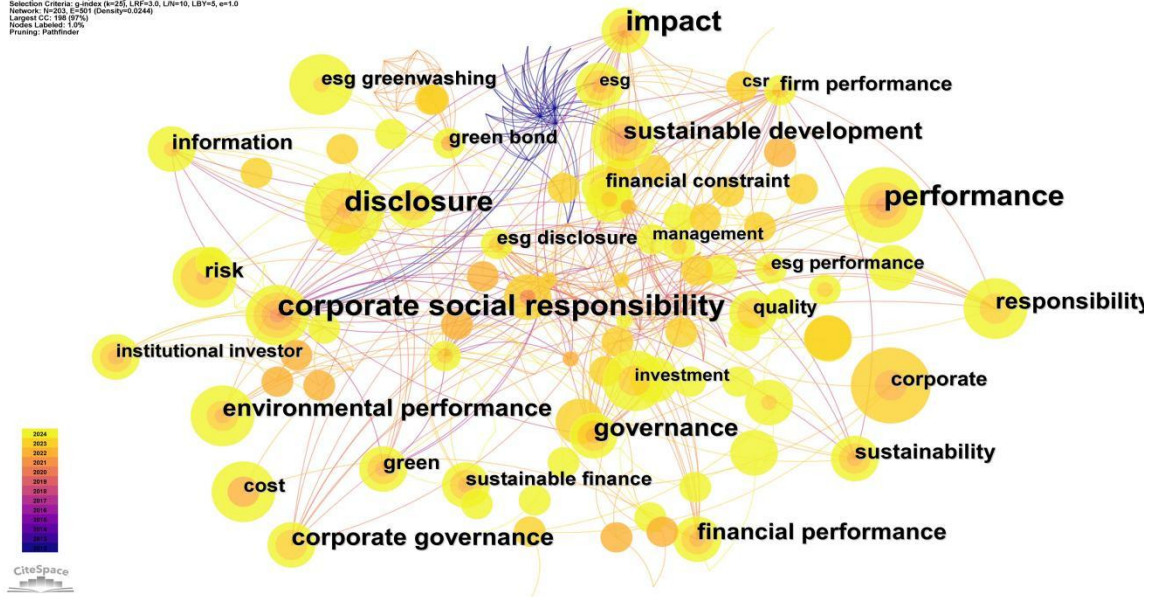 Selection Criteria: g-index (k=25), LRF=3.0, L/N=10, LBY=5, e=1.0
Network: N=203, E=501 (Density=0.0244)
Largest CC: 198 (97%)
Nodes Labeled: 1.0%
Pruning: Pathfinder
impact
esg greenwashing
esg
csr
firm performance
information
green bond
sustainable development
financial constraint
disclosure
performance
esg disclosure
management
risk
esg performance
corporate social responsibility
quality
responsibility
institutional investor
investment
corporate
environmental performance
governance
sustainability
green
sustainable finance
cost
corporate governance
financial performance
2024
2023
2022
2021
2020
2019
2018
2017
2016
CiteSpace